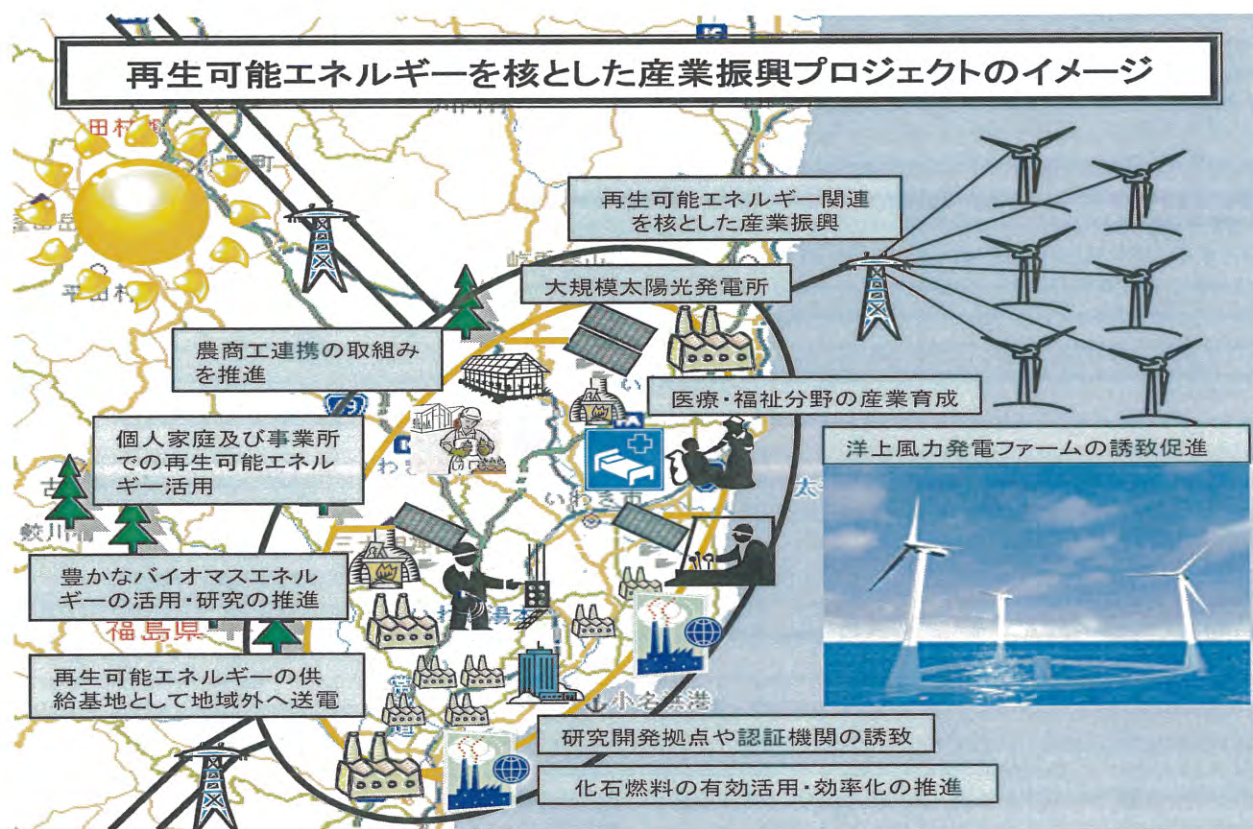 再生可能エネルギーを核とした産業振興プロジェクトのイメージ
田村
小野町
平田村
再生可能エネルギー関連
を核とした産業振興
大規模太陽光発電所
農商工連携の取組み
を推進
医療・福祉分野の産業育成
個人家庭及び事業所
での再生可能エネル
ギー活用
洋上風力発電ファームの誘致促進
いわき市
鮫川
豊かなバイオマスエネル
ギーの活用・研究の推進
福島県
再生可能エネルギーの供
給基地として地域外へ送電
小名浜港
研究開発拠点や認証機関の誘致
化石燃料の有効活用・効率化の推進